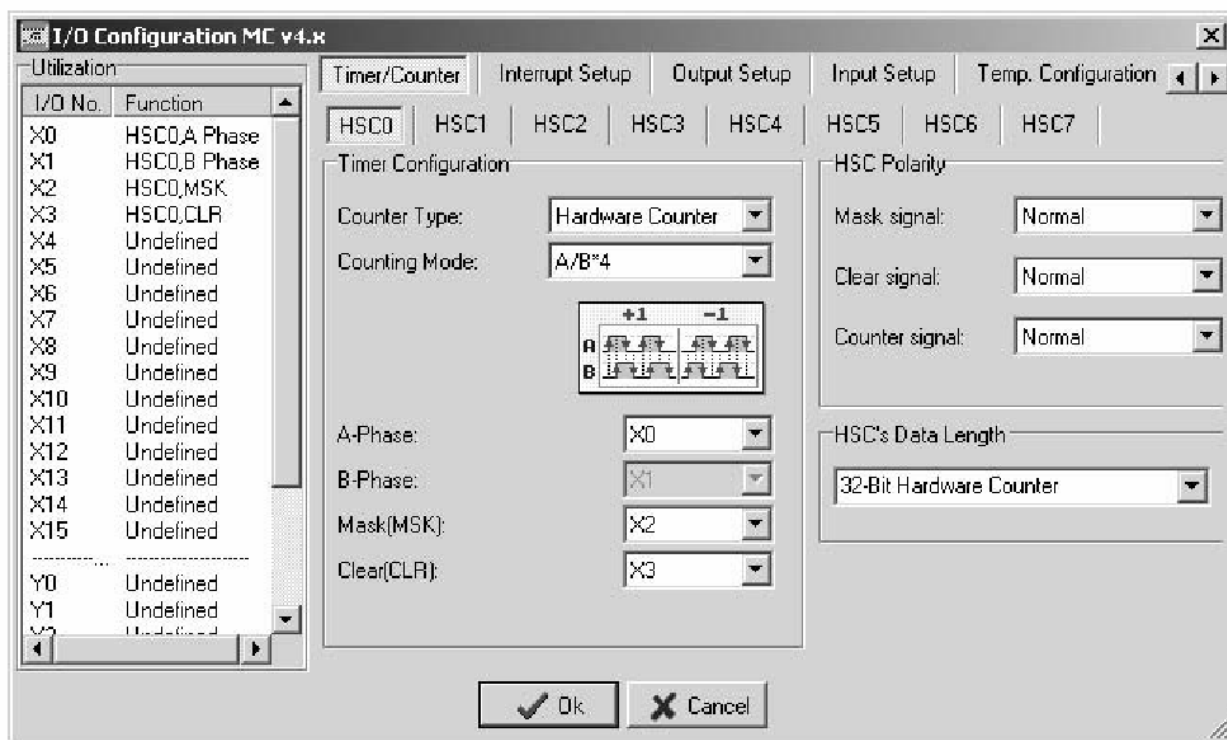 I/O Configuration MC v4.x
Utilization
I/O No. Function
X0 HSC0,A Phase
X1 HSC0,B Phase
X2 HSC0,MSK
X3 HSC0,CLR
X4 Undefined
X5 Undefined
X6 Undefined
X7 Undefined
X8 Undefined
X9 Undefined
X10 Undefined
X11 Undefined
X12 Undefined
X13 Undefined
X14 Undefined
X15 Undefined
Y0 Undefined
Y1 Undefined
Timer/Counter Interrupt Setup Output Setup Input Setup Temp. Configuration
HSC0 HSC1 HSC2 HSC3 HSC4 HSC5 HSC6 HSC7
Timer Configuration
Counter Type: Hardware Counter
Counting Mode: A/B*4
+1 -1
A
B
A-Phase: X0
B-Phase: X1
Mask(MSK): X2
Clear(CLR): X3
HSC Polarity
Mask signal: Normal
Clear signal: Normal
Counter signal: Normal
HSC's Data Length
32-Bit Hardware Counter
Ok Cancel